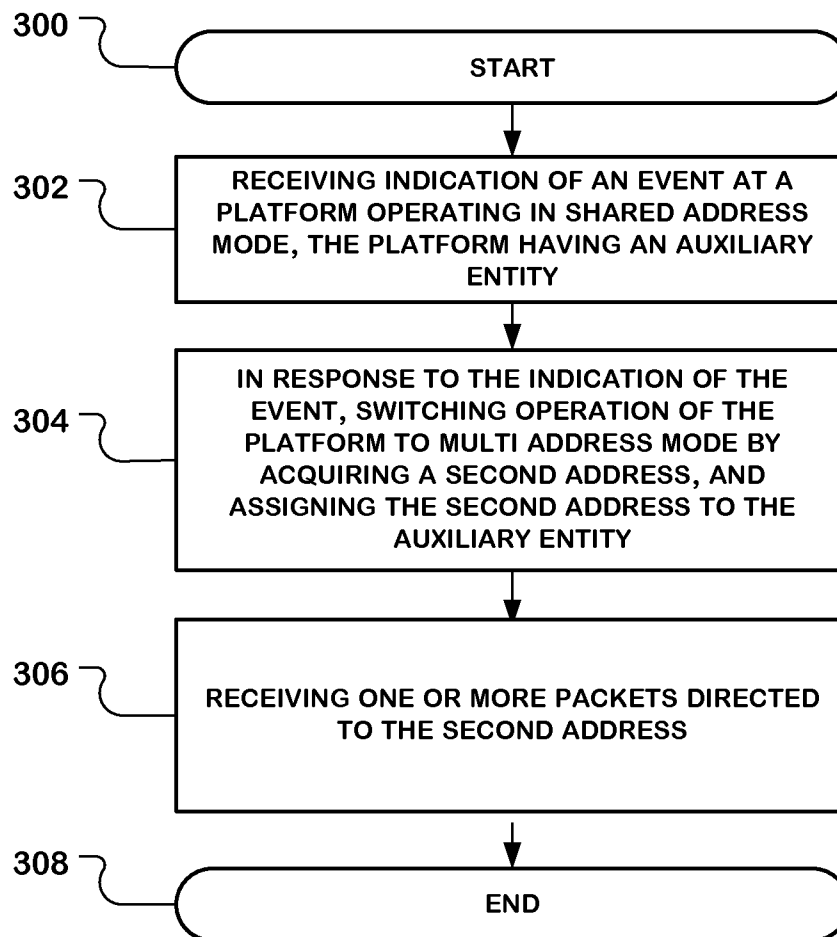 300
START
302
RECEIVING INDICATION OF AN EVENT AT A
PLATFORM OPERATING IN SHARED ADDRESS
MODE, THE PLATFORM HAVING AN AUXILIARY
ENTITY
304
IN RESPONSE TO THE INDICATION OF THE
EVENT, SWITCHING OPERATION OF THE
PLATFORM TO MULTI ADDRESS MODE BY
ACQUIRING A SECOND ADDRESS, AND
ASSIGNING THE SECOND ADDRESS TO THE
AUXILIARY ENTITY
306
RECEIVING ONE OR MORE PACKETS DIRECTED
TO THE SECOND ADDRESS
308
END